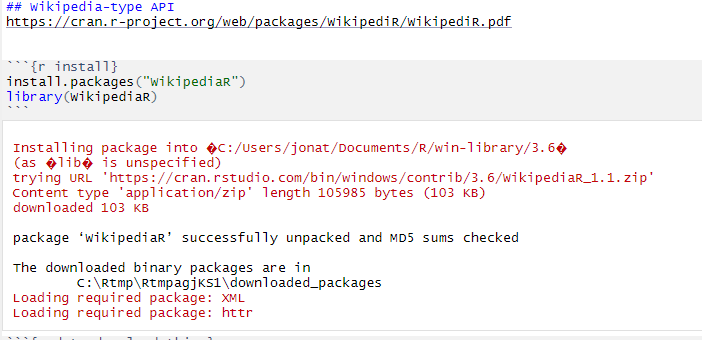 ## Wikipedia-type API
https://cran.r-project.org/web/packages/WikipediR/WikipediR.pdf
```{r install}
install.packages("WikipediaR")
library(WikipediaR)
```
Installing package into �C:/Users/jonat/Documents/R/win-library/3.6�
(as �lib� is unspecified)
trying URL 'https://cran.rstudio.com/bin/windows/contrib/3.6/WikipediaR_1.1.zip'
Content type 'application/zip' length 105985 bytes (103 KB)
downloaded 103 KB
package ‘WikipediaR’ successfully unpacked and MD5 sums checked
The downloaded binary packages are in
C:\Rtmp\RtmpagjKS1\downloaded_packages
Loading required package: XML
Loading required package: httr